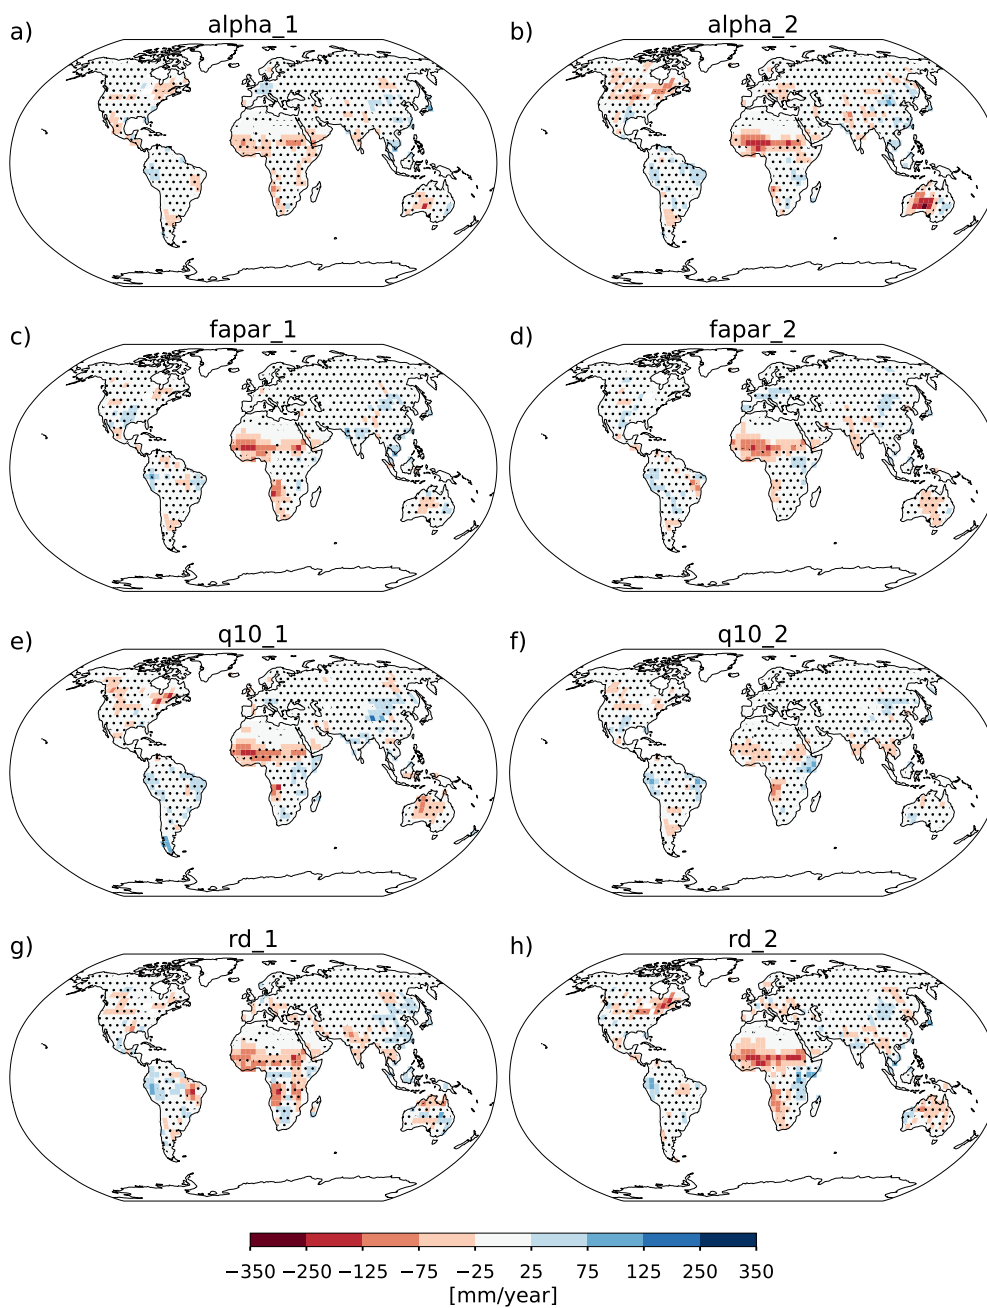 a) alpha_1
b) alpha_2
c) fapar_1
d) fapar_2
e) q10_1
f) q10_2
g) rd_1
h) rd_2
−350 −250 −125 −75 −25 25 75 125 250 350
[mm/year]